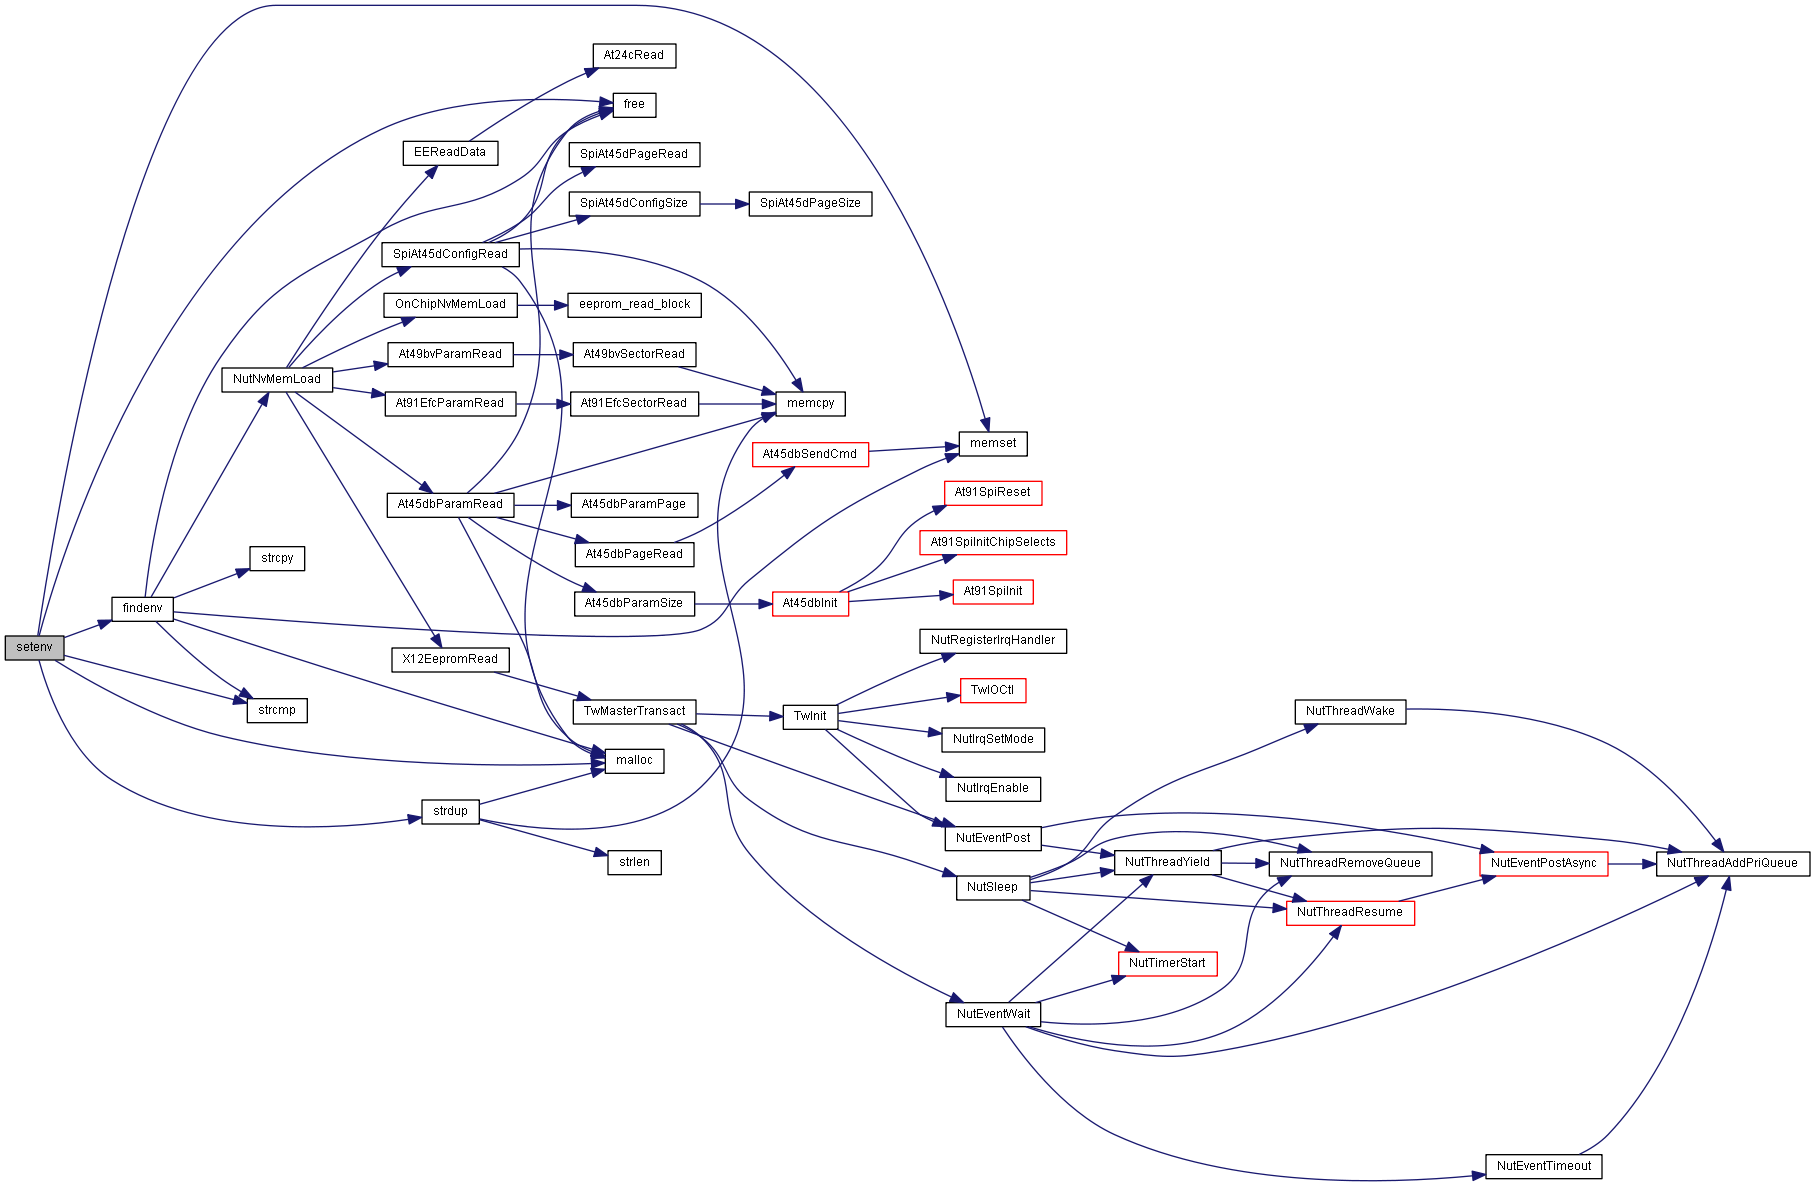 At24cRead
free
EEReadData
SpiAt45dPageRead
SpiAt45dConfigSize
SpiAt45dPageSize
SpiAt45dConfigRead
OnChipNvMemLoad
eeprom_read_block
At49bvParamRead
At49bvSectorRead
NutNvMemLoad
At91EfcParamRead
At91EfcSectorRead
memcpy
memset
At45dbSendCmd
At91SpiReset
At45dbParamRead
At45dbParamPage
At91SpiInitChipSelects
strcpy
At45dbPageRead
At91SpiInit
findenv
At45dbParamSize
At45dbInit
setenv
NutRegisterIrqHandler
X12EepromRead
TwIOCtl
strcmp
TwMasterTransact
TwInit
NutThreadWake
NutIrqSetMode
malloc
NutIrqEnable
strdup
NutEventPost
strlen
NutThreadYield
NutThreadRemoveQueue
NutEventPostAsync
NutThreadAddPriQueue
NutSleep
NutThreadResume
NutTimerStart
NutEventWait
NutEventTimeout